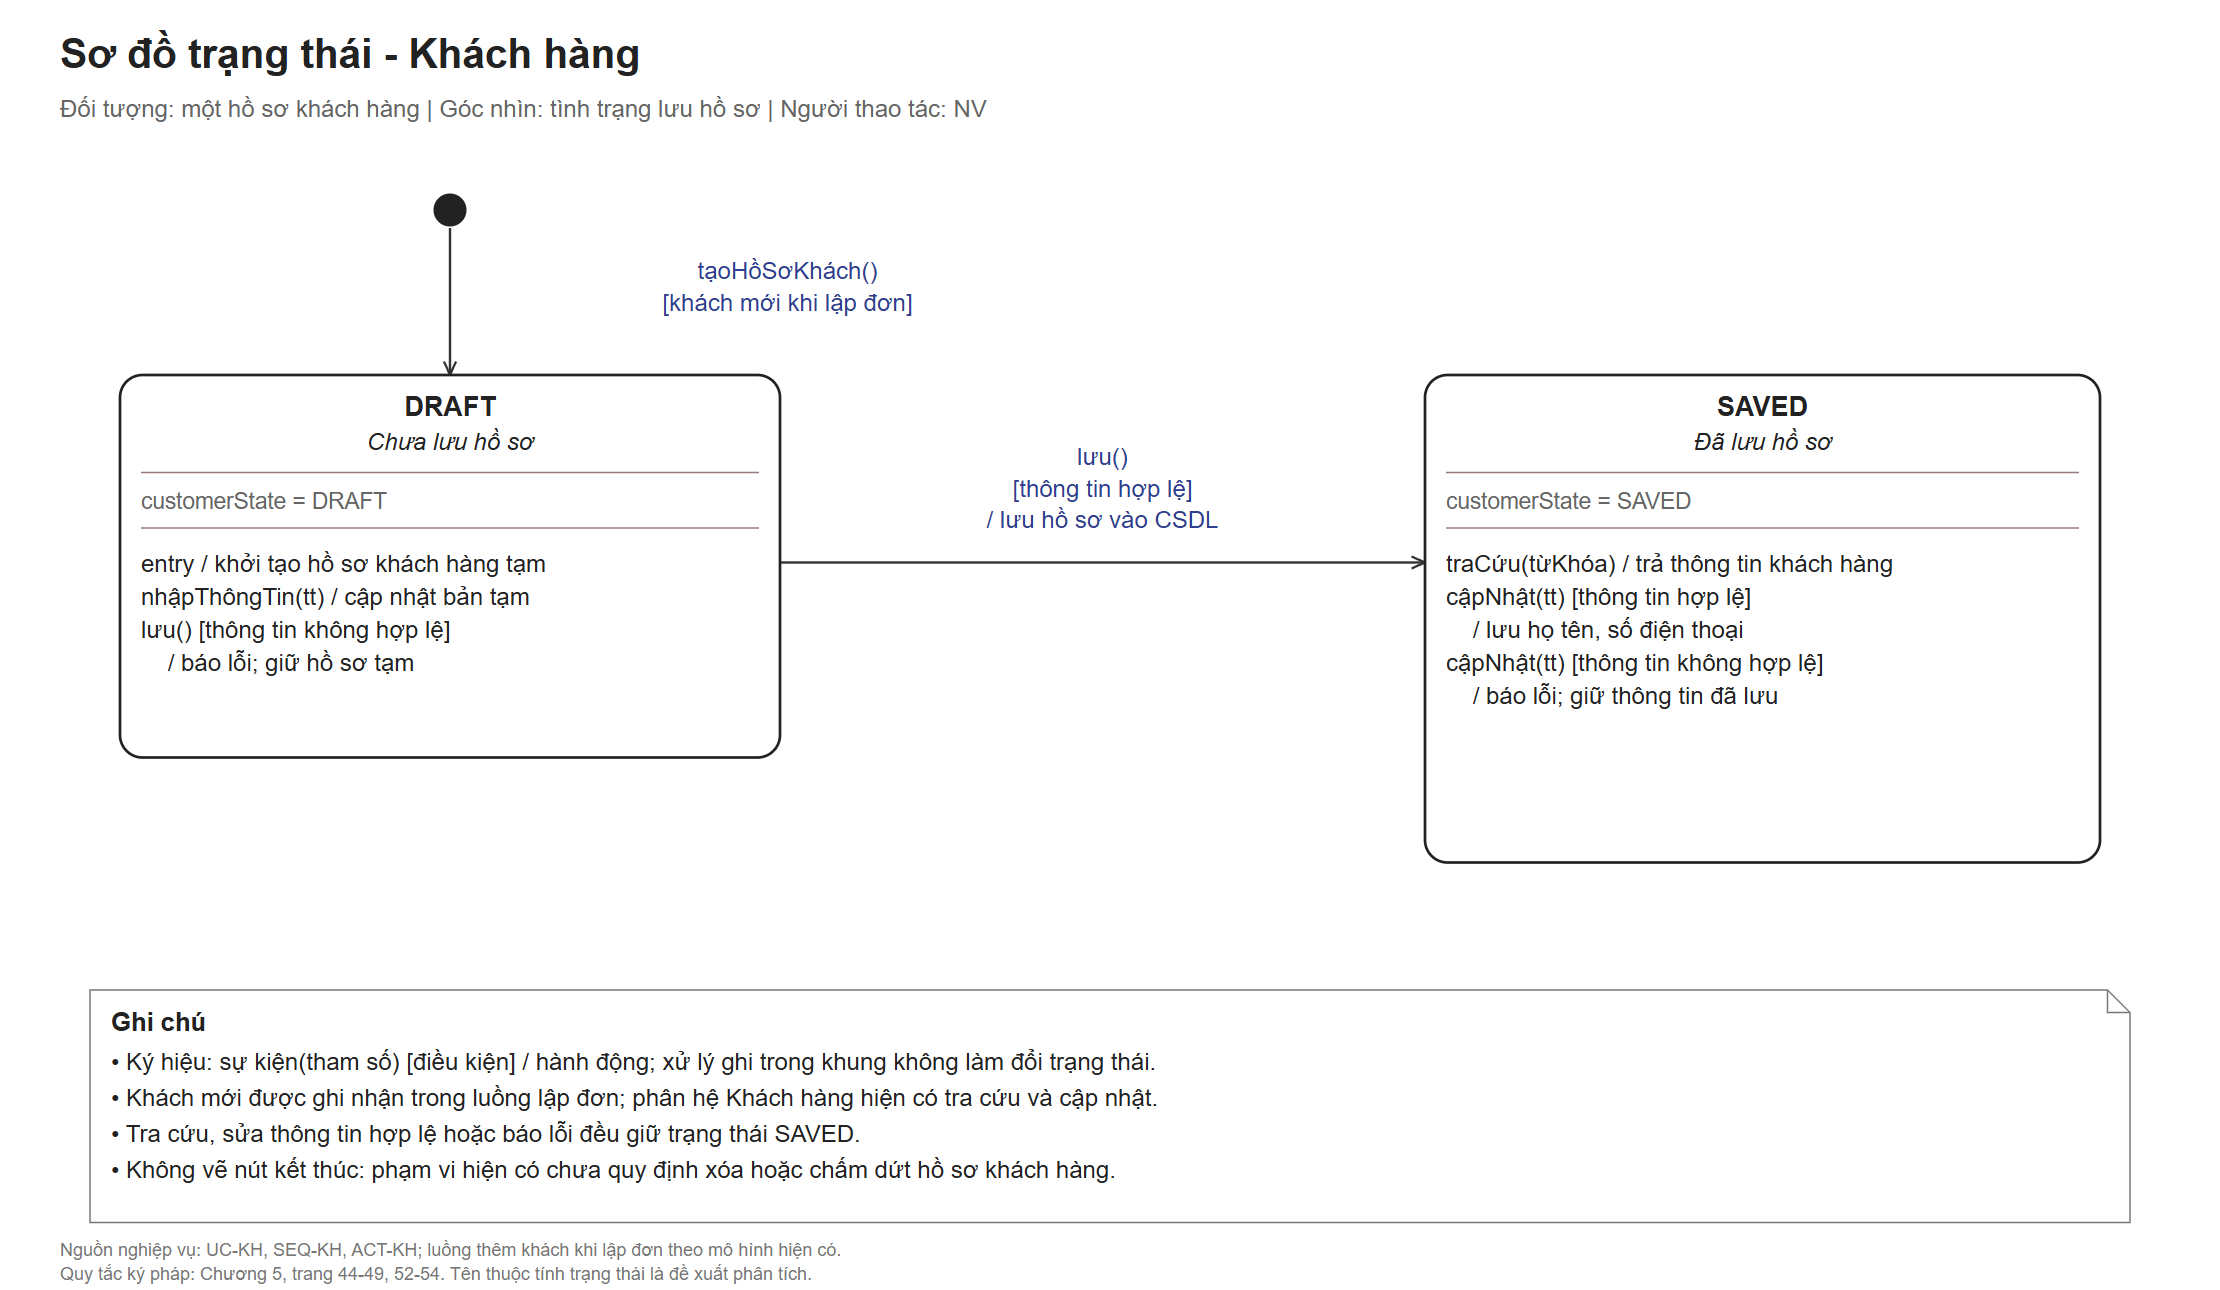 Sơ đồ trạng thái - Khách hàng
Đối tượng: một hồ sơ khách hàng | Góc nhìn: tình trạng lưu hồ sơ | Người thao tác: NV
tạoHồSơKhách()
[khách mới khi lập đơn]
DRAFT
Chưa lưu hồ sơ
customerState = DRAFT
entry / khởi tạo hồ sơ khách hàng tạm
nhậpThôngTin(tt) / cập nhật bản tạm
lưu() [thông tin không hợp lệ]
/ báo lỗi; giữ hồ sơ tạm
lưu()
[thông tin hợp lệ]
/ lưu hồ sơ vào CSDL
SAVED
Đã lưu hồ sơ
customerState = SAVED
traCứu(từKhóa) / trả thông tin khách hàng
cậpNhật(tt) [thông tin hợp lệ]
/ lưu họ tên, số điện thoại
cậpNhật(tt) [thông tin không hợp lệ]
/ báo lỗi; giữ thông tin đã lưu
Ghi chú
• Ký hiệu: sự kiện(tham số) [điều kiện] / hành động; xử lý ghi trong khung không làm đổi trạng thái.
• Khách mới được ghi nhận trong luồng lập đơn; phân hệ Khách hàng hiện có tra cứu và cập nhật.
• Tra cứu, sửa thông tin hợp lệ hoặc báo lỗi đều giữ trạng thái SAVED.
• Không vẽ nút kết thúc: phạm vi hiện có chưa quy định xóa hoặc chấm dứt hồ sơ khách hàng.
Nguồn nghiệp vụ: UC-KH, SEQ-KH, ACT-KH; luồng thêm khách khi lập đơn theo mô hình hiện có.
Quy tắc ký pháp: Chương 5, trang 44-49, 52-54. Tên thuộc tính trạng thái là đề xuất phân tích.